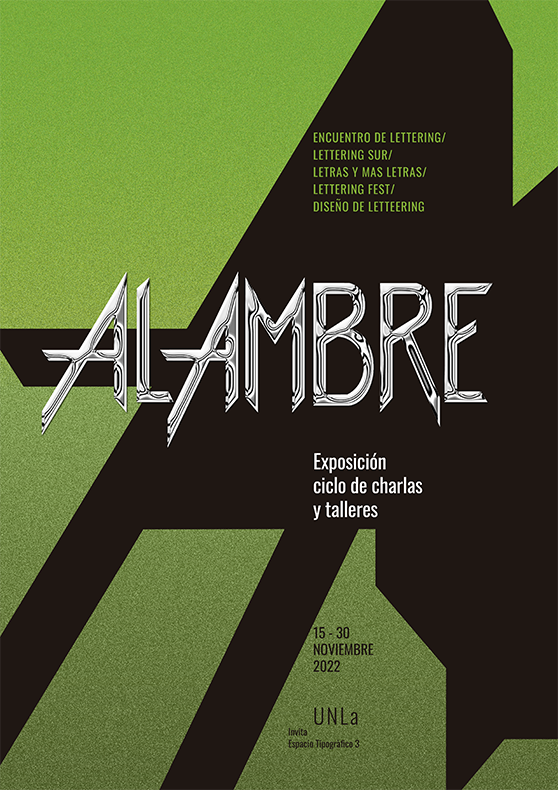 ENCUENTRO DE LETTERING/
LETTERING SUR/
LETRAS Y MAS LETRAS/
LETTERING FEST/
DISEÑO DE LETTEERING
ALAMBRE
Exposición
ciclo de charlas
y talleres
15 - 30
NOVIEMBRE
2022
UNLa
Invita
Espacio Tipográfico 3